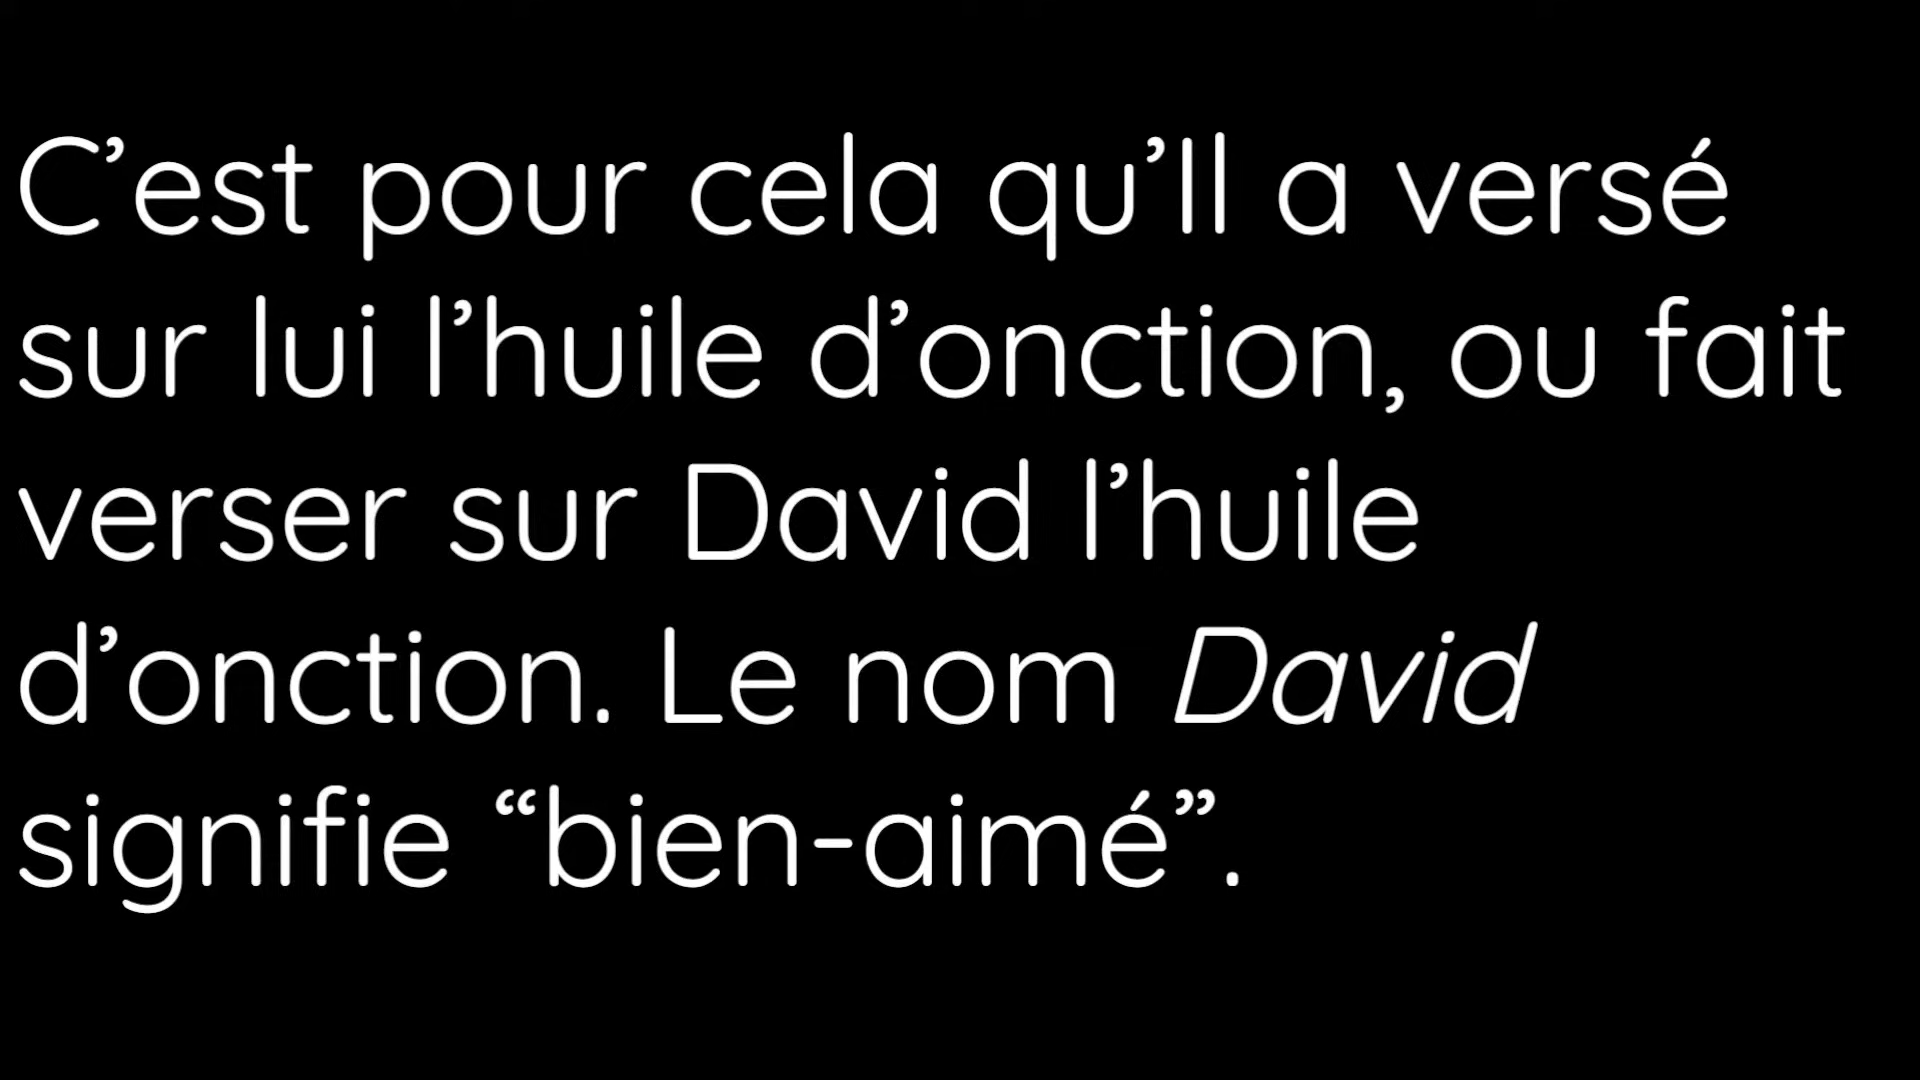 C’est pour cela qu’Il a versé
sur lui l’huile d’onction, ou fait
verser sur David l’huile
d’onction. Le nom David
signifie “bien-aimé”.